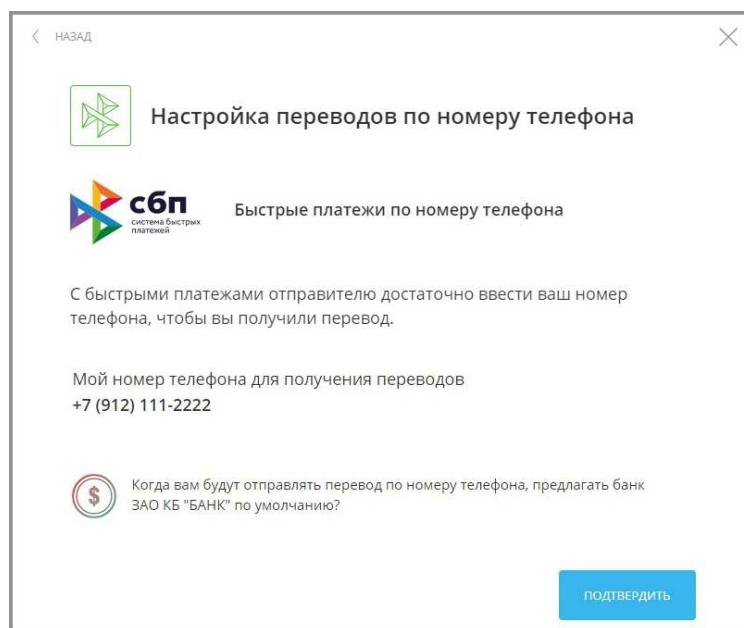 НАЗАД
Настройка переводов по номеру телефона
сбп
система быстрых
платежей
Быстрые платежи по номеру телефона
С быстрыми платежами отправителю достаточно ввести ваш номер
телефона, чтобы вы получили перевод.
Мой номер телефона для получения переводов
+7 (912) 111-2222
$
Когда вам будут отправлять перевод по номеру телефона, предлагать банк
ЗАО КБ "БАНК" по умолчанию?
ПОДТВЕРДИТЬ